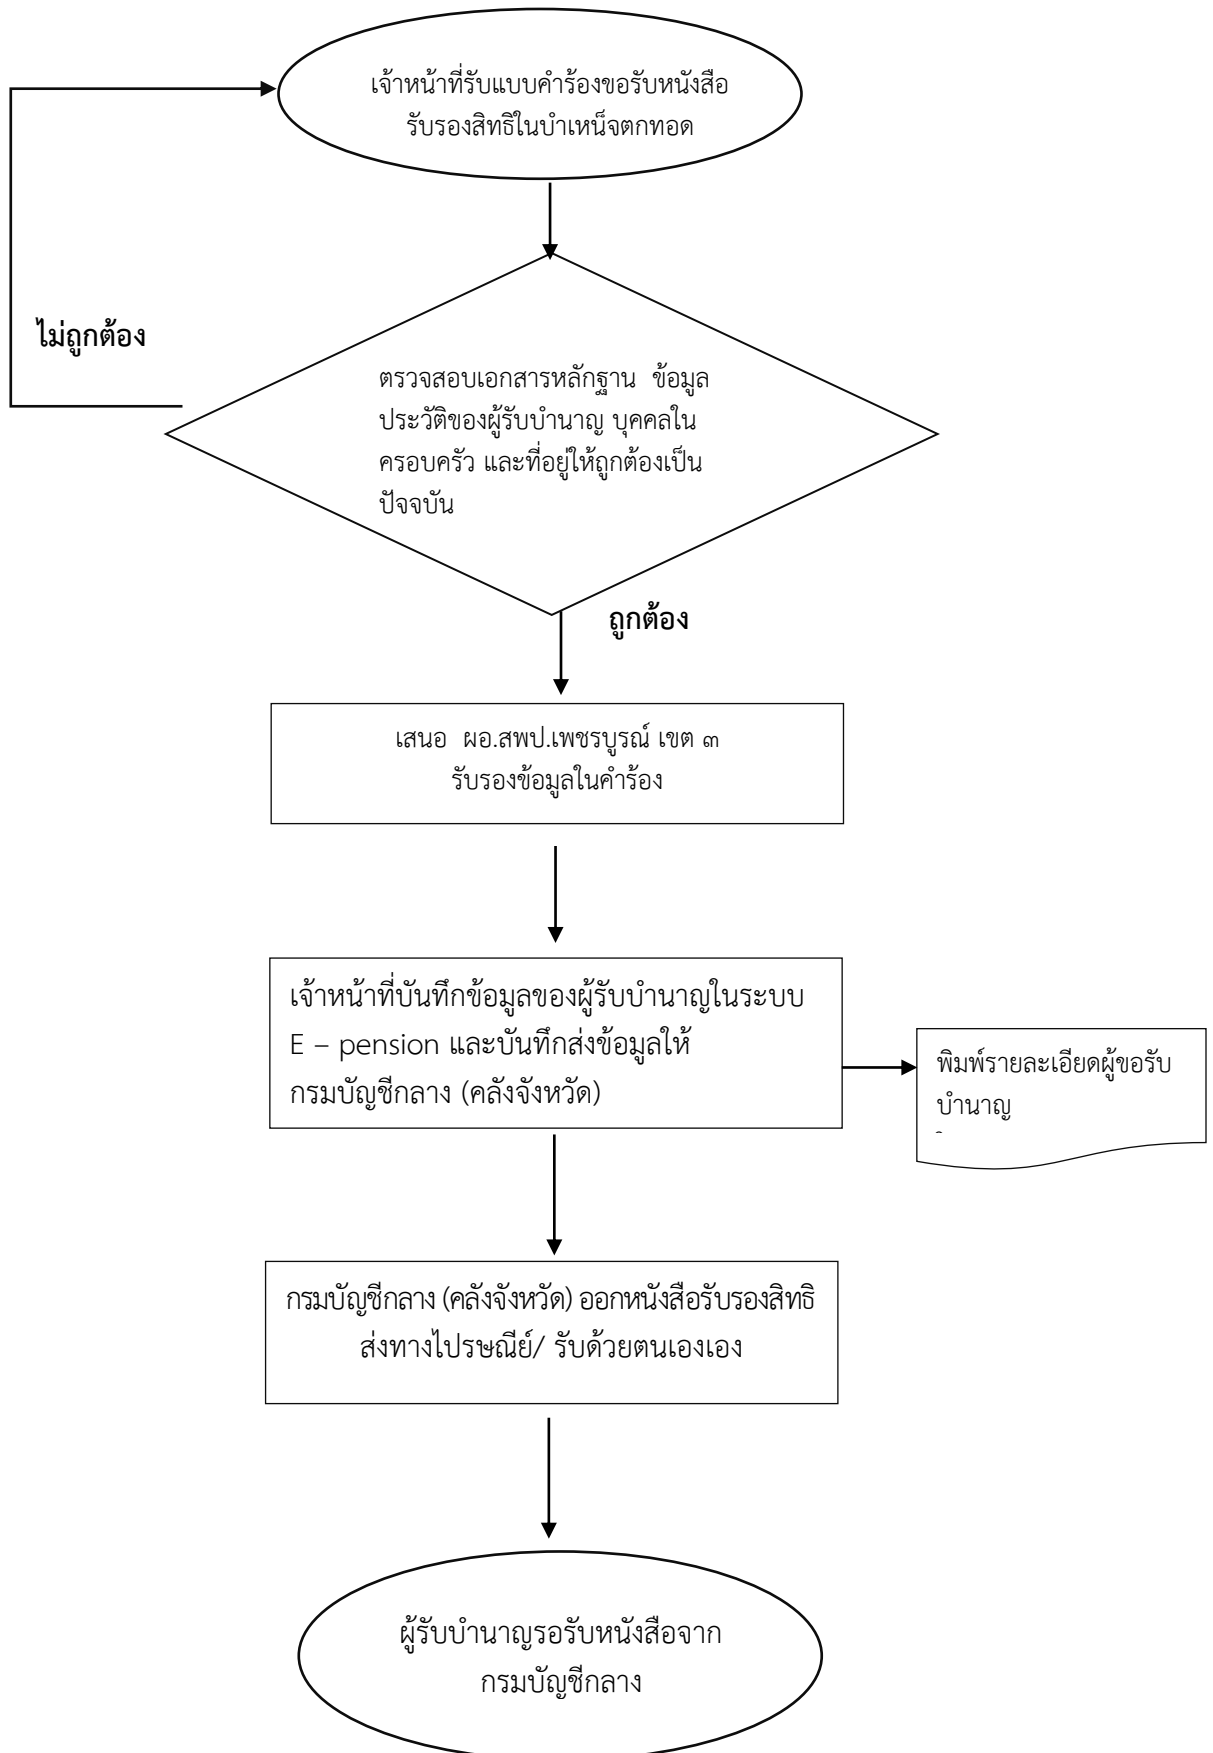 เจ้าหน้าที่รับแบบคำร้องขอรับหนังสือ
รับรองสิทธิในบำเหน็จตกทอด
ไม่ถูกต้อง
ตรวจสอบเอกสารหลักฐาน ข้อมูล
ประวัติของผู้รับบำนาญ บุคคลใน
ครอบครัว และที่อยู่ให้ถูกต้องเป็น
ปัจจบัน
ถูกต้อง
เสนอ ผอ.สพป.เพชรบูรณ์ เขต ๓
รับรองข้อมูลในคำร้อง
เจ้าหน้าที่บันทึกข้อมูลของผู้รับบำนาญในระบบ
E – pension และบันทึกส่งข้อมูลให้
กรมบัญชีกลาง (คลังจังหวัด)
พิมพ์รายละเอียดผู้ขอรับ
บำนาญ
กรมบัญชีกลาง (คลังจังหวัด) ออกหนังสือรับรองสิทธิ
ส่งทางไปรษณีย์/ รับด้วยตนเองเอง
ผู้รับบำนาญรอรับหนังสือจาก
กรมบัญชีกลาง